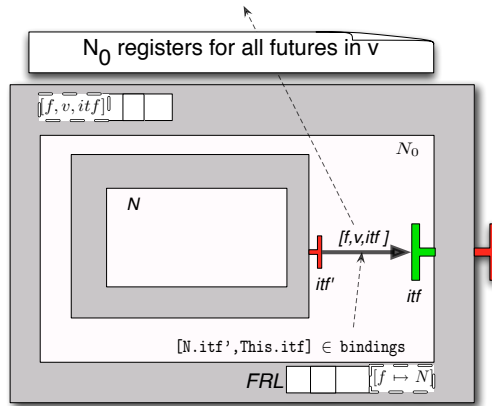 N₀ registers for all futures in v
[f, v, itf]
N₀
N
[f,v,itf ]
itf'
itf
[N.itf',This.itf] ∈ bindings
FRL
[f ↦ N]